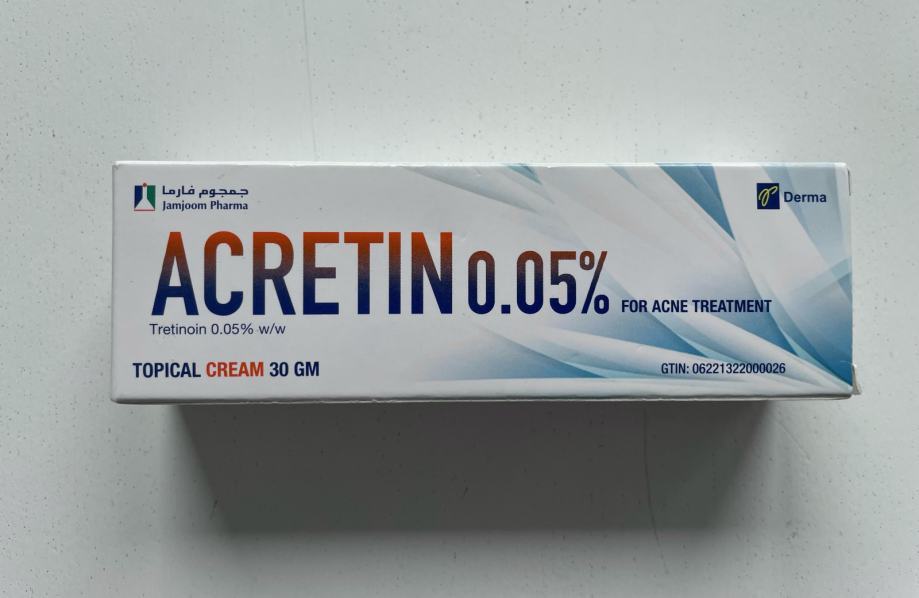 جمجوم فارما
Jamjoom Pharma
Derma
ACRETIN 0.05% FOR ACNE TREATMENT
Tretinoin 0.05% w/w
TOPICAL CREAM 30 GM
GTIN: 06221322000026